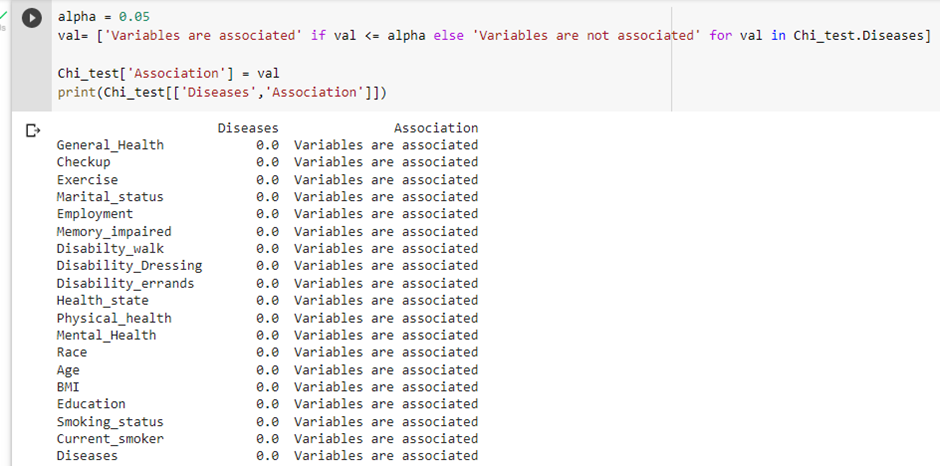 alpha = 0.05
val= ['Variables are associated' if val <= alpha else 'Variables are not associated' for val in Chi_test.Diseases]
Chi_test['Association'] = val
print(Chi_test[['Diseases','Association']])
Diseases Association
General_Health 0.0 Variables are associated
Checkup 0.0 Variables are associated
Exercise 0.0 Variables are associated
Marital_status 0.0 Variables are associated
Employment 0.0 Variables are associated
Memory_impaired 0.0 Variables are associated
Disabilty_walk 0.0 Variables are associated
Disability_Dressing 0.0 Variables are associated
Disability_errands 0.0 Variables are associated
Health_state 0.0 Variables are associated
Physical_health 0.0 Variables are associated
Mental_Health 0.0 Variables are associated
Race 0.0 Variables are associated
Age 0.0 Variables are associated
BMI 0.0 Variables are associated
Education 0.0 Variables are associated
Smoking_status 0.0 Variables are associated
Current_smoker 0.0 Variables are associated
Diseases 0.0 Variables are associated